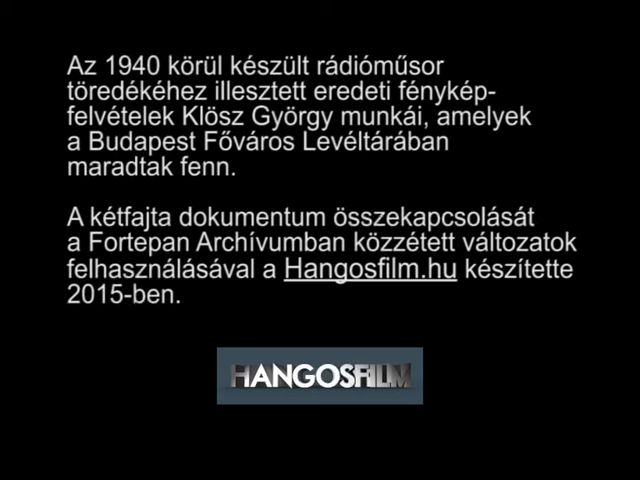 Az 1940 körül készült rádióműsor
töredékéhez illesztett eredeti fénykép-
felvételek Klösz György munkái, amelyek
a Budapest Főváros Levéltárában
maradtak fenn.
A kétfajta dokumentum összekapcsolását
a Fortepan Archívumban közzétett változatok
felhasználásával a Hangosfilm.hu készítette
2015-ben.
HANGOSFILM